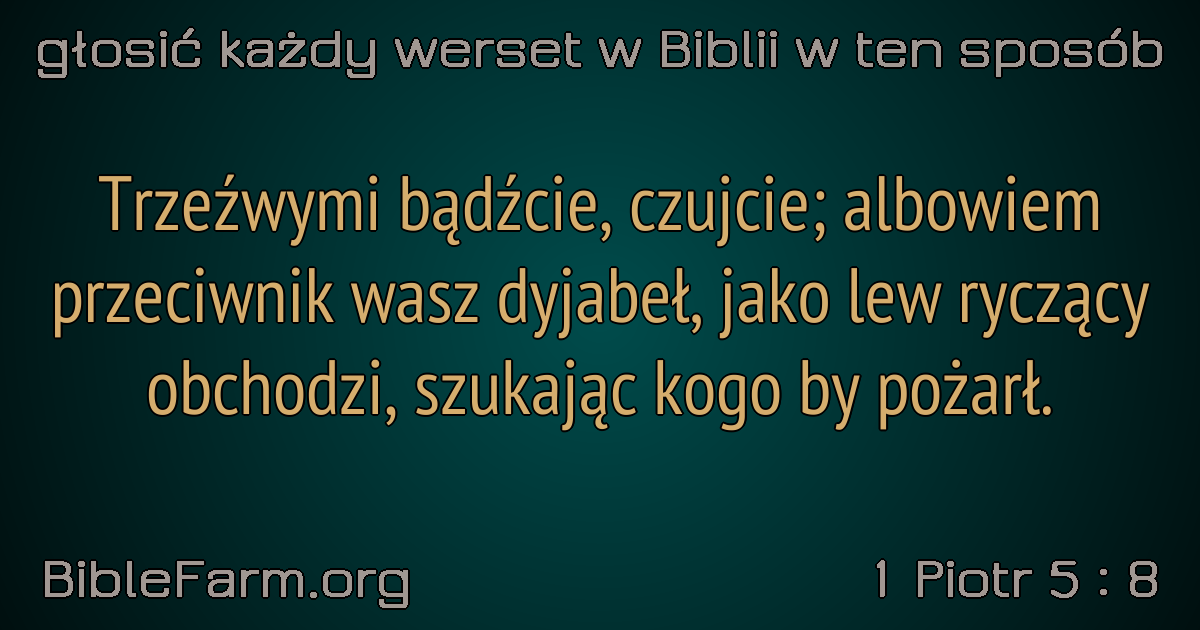 głosić każdy werset w Biblii w ten sposób
Trzeźwymi bądźcie, czujcie; albowiem
przeciwnik wasz dyjabeł, jako lew ryczący
obchodzi, szukając kogo by pożarł.
BibleFarm.org
1 Piotr 5 : 8